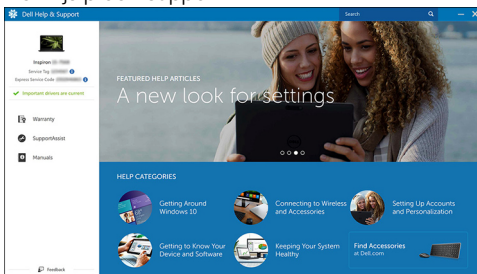 Dell Help & Support
Search
Inspiron
Service Tag
Express Service Code
Important drivers are current
Warranty
SupportAssist
Manuals
Feedback
FEATURED HELP ARTICLES
A new look for settings
HELP CATEGORIES
Getting Around
Windows 10
Connecting to Wireless
and Accessories
Setting Up Accounts
and Personalization
Getting to Know Your
Device and Software
Keeping Your System
Healthy
Find Accessories
at Dell.com